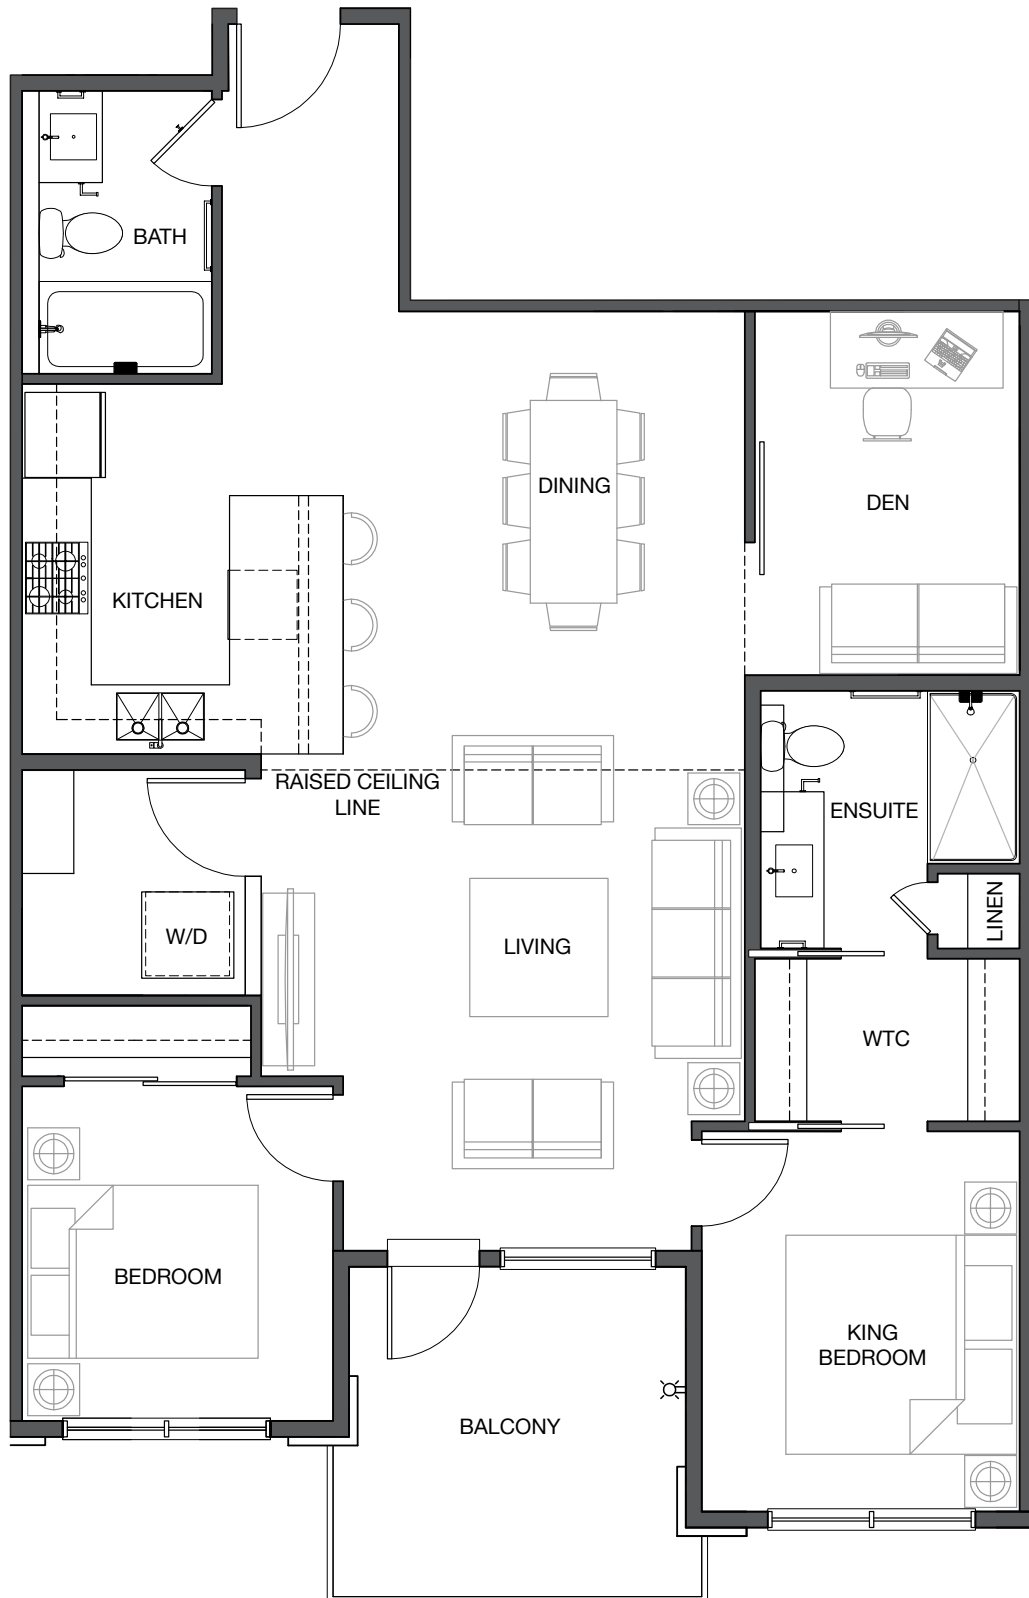 BATH
DINING
DEN
KITCHEN
RAISED CEILING
LINE
ENSUITE
LINEN
W/D
LIVING
WTC
BEDROOM
KING
BEDROOM
BALCONY